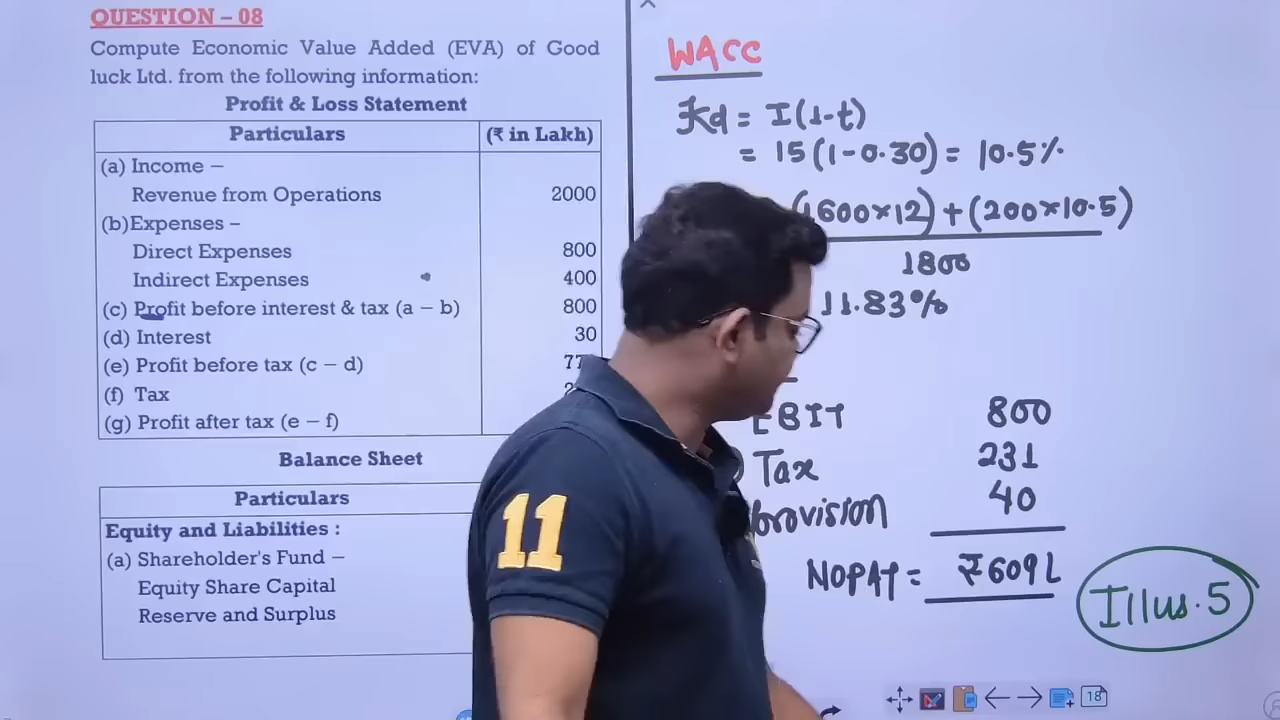 QUESTION – 08
Compute Economic Value Added (EVA) of Good
luck Ltd. from the following information:
Profit & Loss Statement
Particulars (₹ in Lakh)
(a) Income –
Revenue from Operations 2000
(b)Expenses –
Direct Expenses 800
Indirect Expenses 400
(c) Profit before interest & tax (a – b) 800
(d) Interest 30
(e) Profit before tax (c – d)
(f) Tax
(g) Profit after tax (e – f)
Balance Sheet
Particulars
Equity and Liabilities :
(a) Shareholder's Fund –
Equity Share Capital
Reserve and Surplus
WACC
Kd = I(1-t)
= 15(1-0.30) = 10.5%
(1600×12)+(200×10.5)
1800
11.83%
EBIT 800
Tax 231
provision 40
NOPAT = ₹609L
Illus.5
11
18